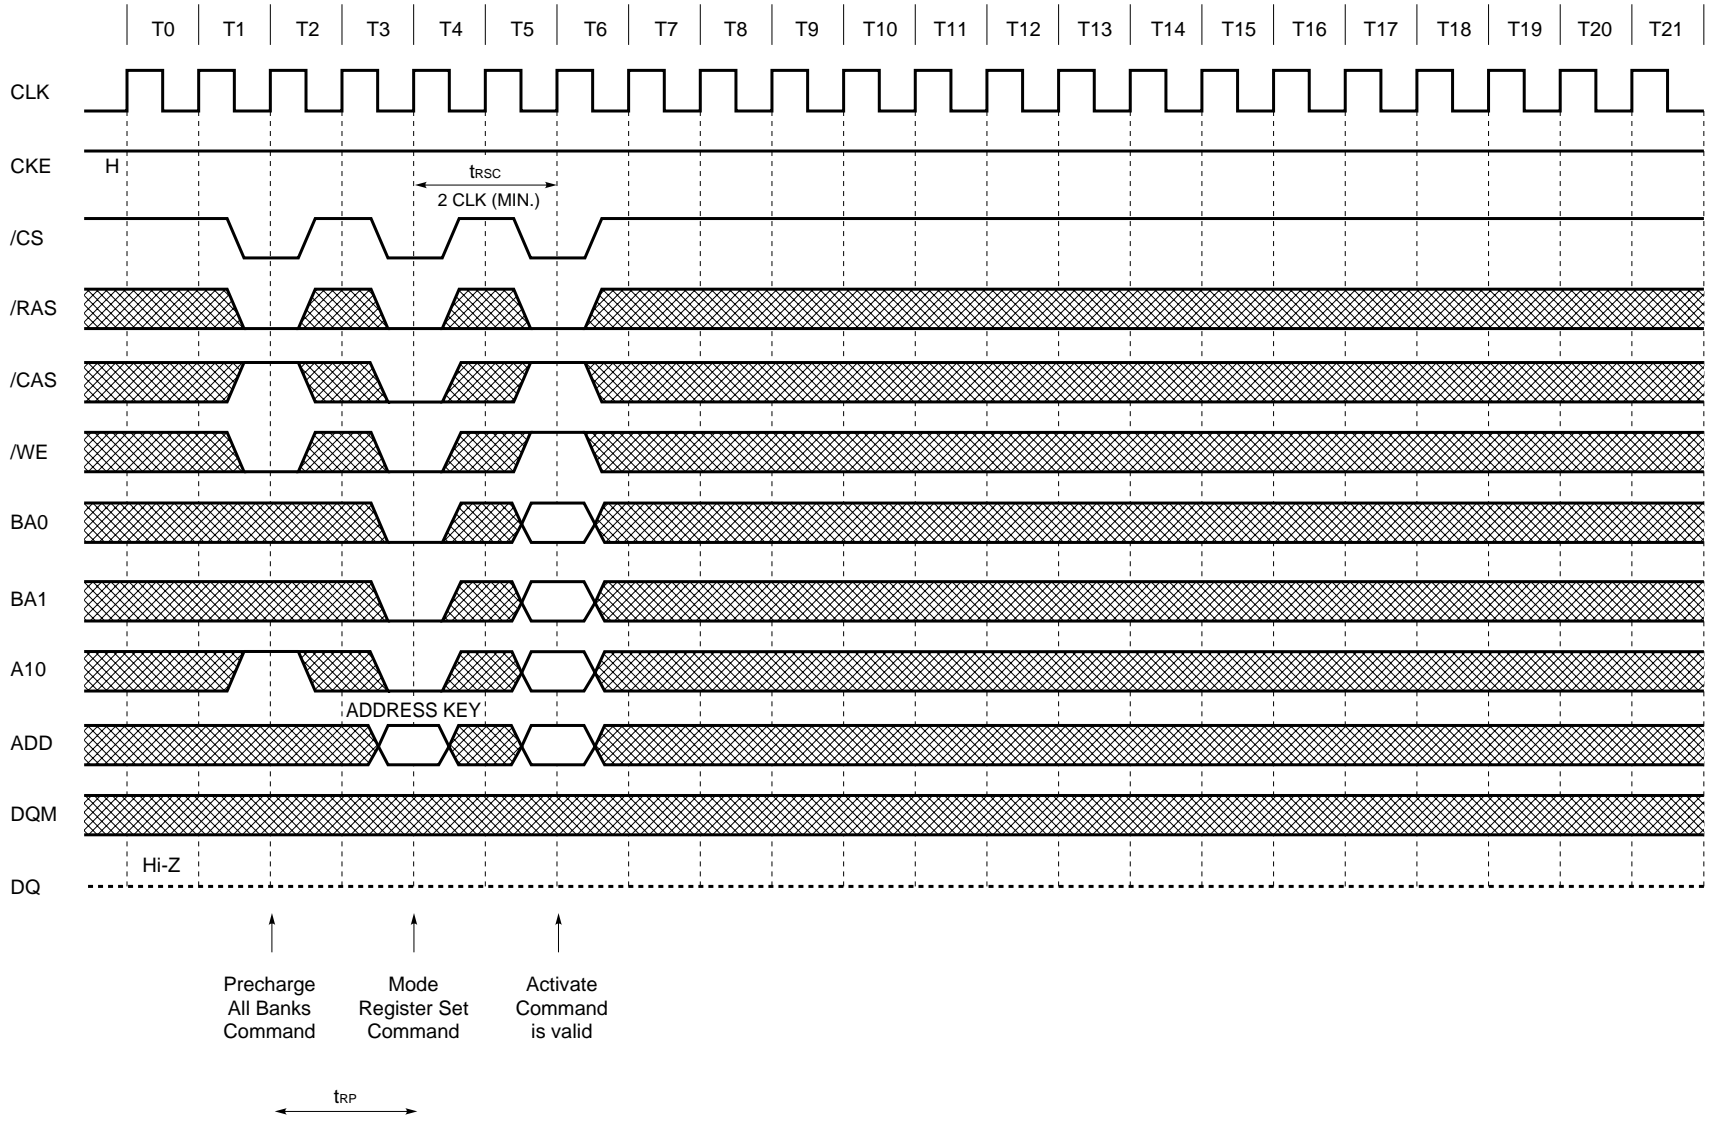 T0 T1 T2 T3 T4 T5 T6 T7 T8 T9 T10 T11 T12 T13 T14 T15 T16 T17 T18 T19 T20 T21
CLK
CKE H
tRSC
2 CLK (MIN.)
/CS
/RAS
/CAS
/WE
BA0
BA1
A10
ADDRESS KEY
ADD
DQM
Hi-Z
DQ
Precharge
All Banks
Command
Mode
Register Set
Command
Activate
Command
is valid
tRP